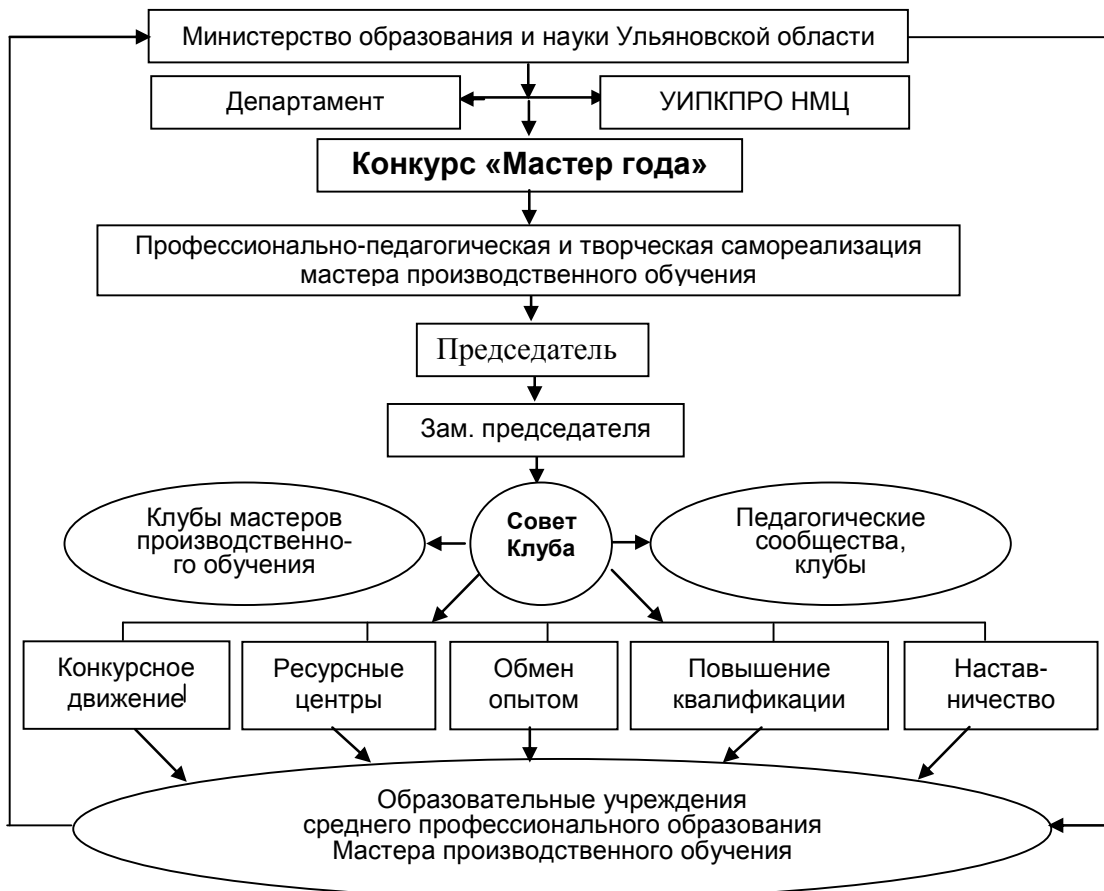 Министерство образования и науки Ульяновской области
Департамент
УИПКПРО НМЦ
Конкурс «Мастер года»
Профессионально-педагогическая и творческая самореализация
мастера производственного обучения
Председатель
Зам. председателя
Клубы мастеров
производственно-
го обучения
Совет
Клуба
Педагогические
сообщества,
клубы
Конкурсное
движение
Ресурсные
центры
Обмен
опытом
Повышение
квалификации
Настав-
ничество
Образовательные учреждения
среднего профессионального образования
Мастера производственного обучения